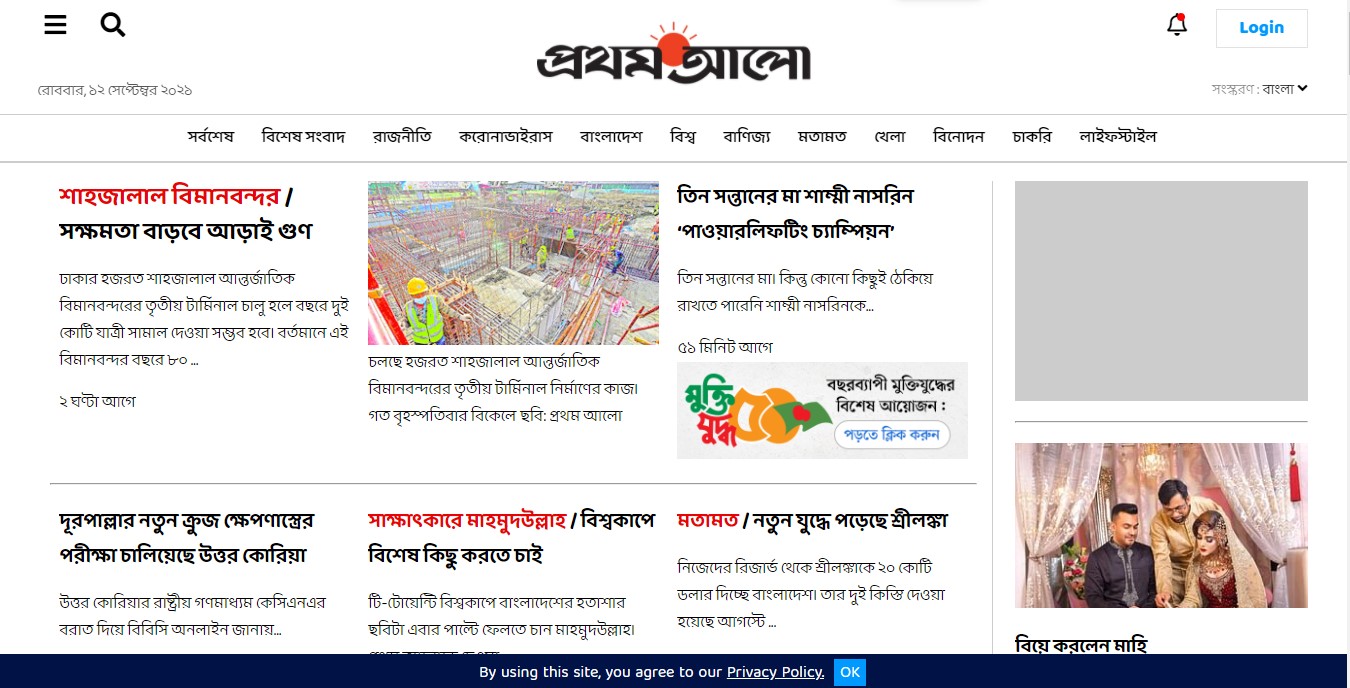 প্রথম আলো
Login
রোববার, ১২ সেপ্টেম্বর ২০২১
সংস্করণ : বাংলা
সর্বশেষ বিশেষ সংবাদ রাজনীতি করোনাভাইরাস বাংলাদেশ বিশ্ব বাণিজ্য মতামত খেলা বিনোদন চাকরি লাইফস্টাইল
শাহজালাল বিমানবন্দর /
সক্ষমতা বাড়বে আড়াই গুণ
ঢাকার হজরত শাহজালাল আন্তর্জাতিক
বিমানবন্দরের তৃতীয় টার্মিনাল চালু হলে বছরে দুই
কোটি যাত্রী সামাল দেওয়া সম্ভব হবে। বর্তমানে এই
বিমানবন্দর বছরে ৮০ ...
২ ঘণ্টা আগে
চলছে হজরত শাহজালাল আন্তর্জাতিক
বিমানবন্দরের তৃতীয় টার্মিনাল নির্মাণের কাজ।
গত বৃহস্পতিবার বিকেলে ছবি: প্রথম আলো
তিন সন্তানের মা শাম্মী নাসরিন
‘পাওয়ারলিফটিং চ্যাম্পিয়ন’
তিন সন্তানের মা। কিন্তু কোনো কিছুই ঠেকিয়ে
রাখতে পারেনি শাম্মী নাসরিনকে...
৫১ মিনিট আগে
মুক্তি
যুদ্ধ
৫০
বছরব্যাপী মুক্তিযুদ্ধের
বিশেষ আয়োজন :
পড়তে ক্লিক করুন
দূরপাল্লার নতুন ক্রুজ ক্ষেপণাস্ত্রের
পরীক্ষা চালিয়েছে উত্তর কোরিয়া
উত্তর কোরিয়ার রাষ্ট্রীয় গণমাধ্যম কেসিএনএর
বরাত দিয়ে বিবিসি অনলাইন জানায়...
সাক্ষাৎকারে মাহমুদউল্লাহ / বিশ্বকাপে
বিশেষ কিছু করতে চাই
টি-টোয়েন্টি বিশ্বকাপে বাংলাদেশের হতাশার
ছবিটা এবার পাল্টে ফেলতে চান মাহমুদউল্লাহ।
মতামত / নতুন যুদ্ধে পড়েছে শ্রীলঙ্কা
নিজেদের রিজার্ভ থেকে শ্রীলঙ্কাকে ২০ কোটি
ডলার দিচ্ছে বাংলাদেশ। তার দুই কিস্তি দেওয়া
হয়েছে আগস্টে ...
বিয়ে করলেন মাহি
By using this site, you agree to our Privacy Policy. OK